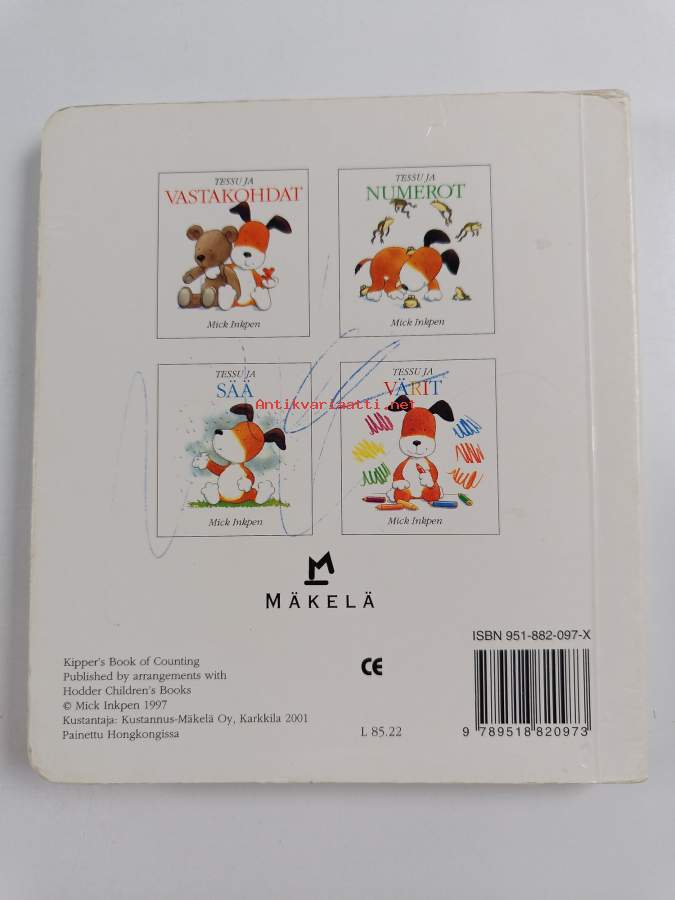 TESSU JA
VASTAKOHDAT
Mick Inkpen
TESSU JA
NUMEROT
Mick Inkpen
TESSU JA
SÄÄ
Mick Inkpen
TESSU JA
VÄRIT
Mick Inkpen
Antikvariaatti.net
M
MÄKELÄ
ISBN 951-882-097-X
Kipper's Book of Counting
Published by arrangements with
Hodder Children's Books
© Mick Inkpen 1997
Kustantaja: Kustannus-Mäkelä Oy, Karkkila 2001
Painettu Hongkongissa
CE
L 85.22
9 789518 820973